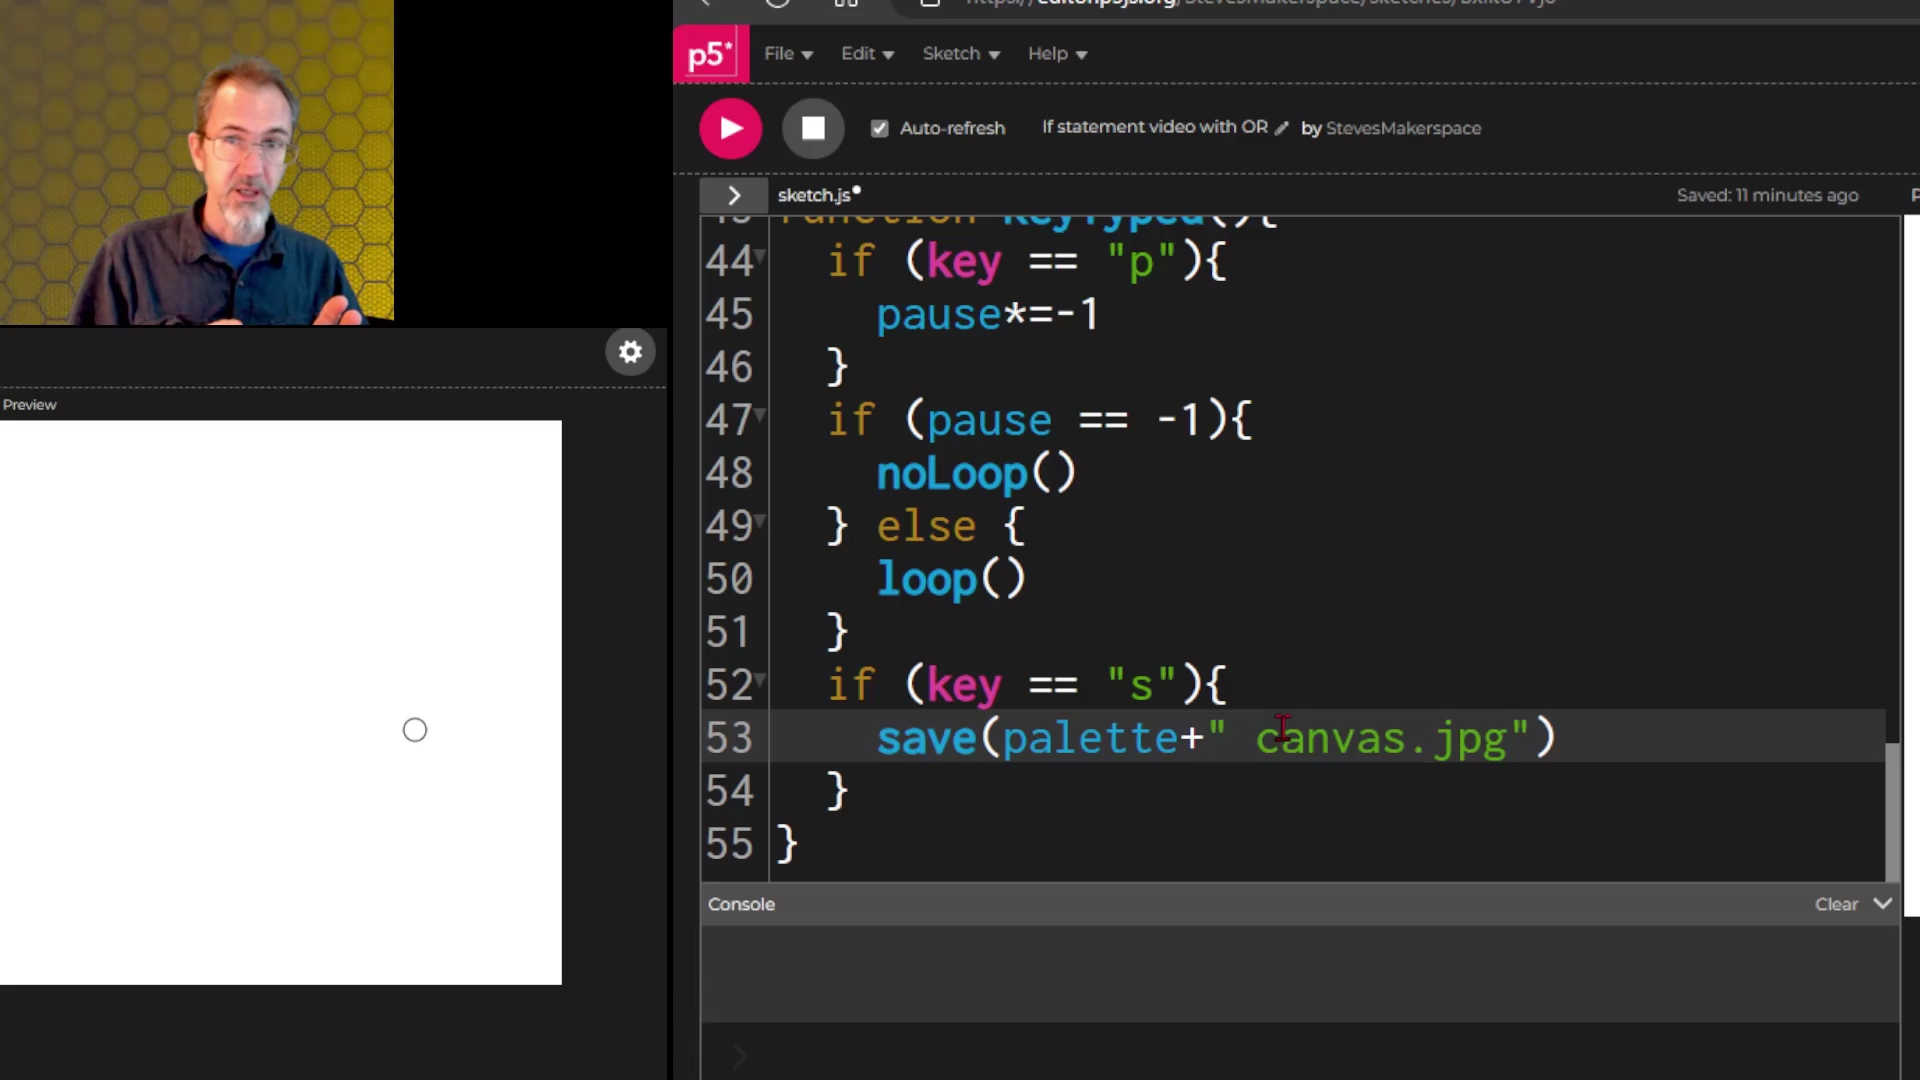 p5*
File
Edit
Sketch
Help
Auto-refresh
If statement video with OR
by StevesMakerspace
sketch.js
Saved: 11 minutes ago
function keyTyped(){
44 if (key == "p"){
45 pause*=-1
46 }
47 if (pause == -1){
48 noLoop()
49 } else {
50 loop()
51 }
52 if (key == "s"){
53 save(palette+" canvas.jpg")
54 }
55 }
Console
Clear
>
Preview